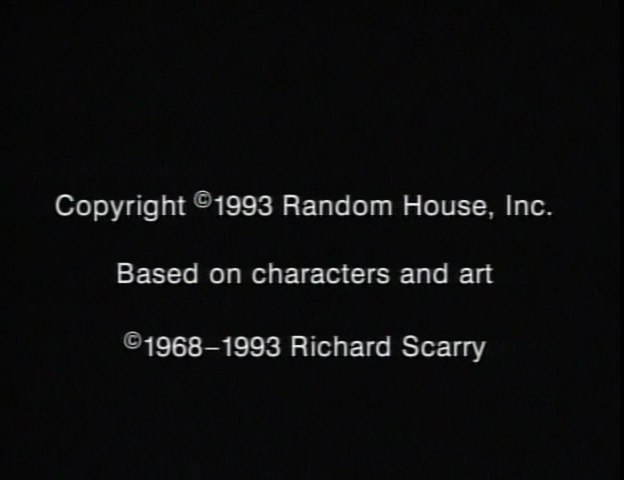 Copyright ©1993 Random House, Inc.
Based on characters and art
©1968–1993 Richard Scarry